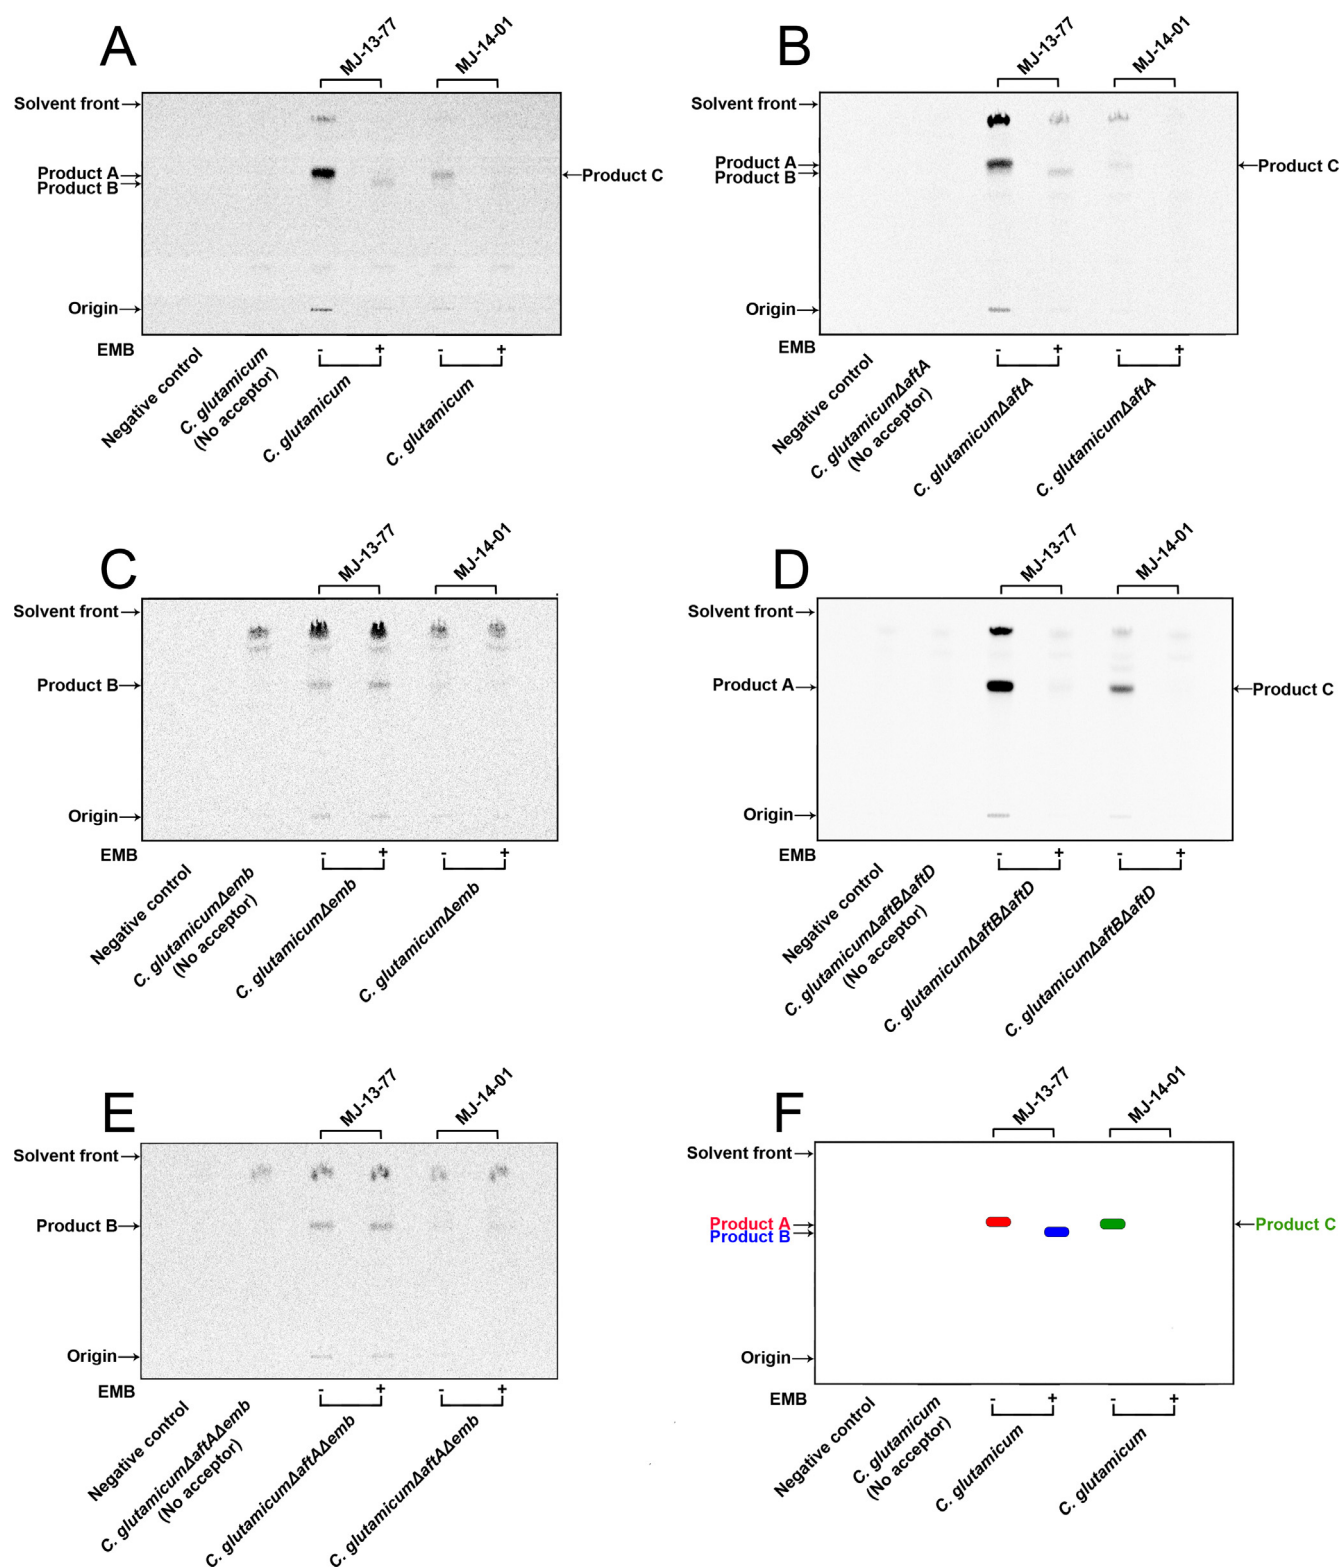 A
MJ-13-77
MJ-14-01
Solvent front
Product A
Product B
Product C
Origin
EMB
-
+
-
+
Negative control
C. glutamicum
(No acceptor)
C. glutamicum
C. glutamicum
B
MJ-13-77
MJ-14-01
Solvent front
Product A
Product B
Product C
Origin
EMB
-
+
-
+
Negative control
C. glutamicumΔaftA
(No acceptor)
C. glutamicumΔaftA
C. glutamicumΔaftA
C
MJ-13-77
MJ-14-01
Solvent front
Product B
Origin
EMB
-
+
-
+
Negative control
C. glutamicumΔemb
(No acceptor)
C. glutamicumΔemb
C. glutamicumΔemb
D
MJ-13-77
MJ-14-01
Solvent front
Product A
Product C
Origin
EMB
-
+
-
+
Negative control
C. glutamicumΔaftBΔaftD
(No acceptor)
C. glutamicumΔaftBΔaftD
C. glutamicumΔaftBΔaftD
E
MJ-13-77
MJ-14-01
Solvent front
Product B
Origin
EMB
-
+
-
+
Negative control
C. glutamicumΔaftAΔemb
(No acceptor)
C. glutamicumΔaftAΔemb
C. glutamicumΔaftAΔemb
F
MJ-13-77
MJ-14-01
Solvent front
Product A
Product B
Product C
Origin
EMB
-
+
-
+
Negative control
C. glutamicum
(No acceptor)
C. glutamicum
C. glutamicum